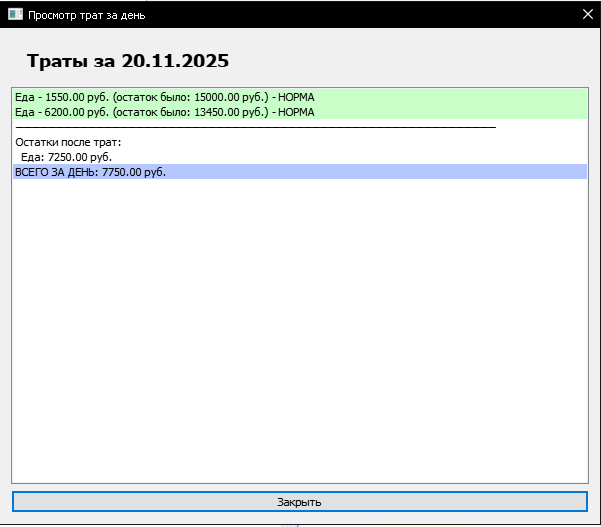 Просмотр трат за день
Траты за 20.11.2025
Еда - 1550.00 руб. (остаток было: 15000.00 руб.) - НОРМА
Еда - 6200.00 руб. (остаток было: 13450.00 руб.) - НОРМА
Остатки после трат:
Еда: 7250.00 руб.
ВСЕГО ЗА ДЕНЬ: 7750.00 руб.
Закрыть